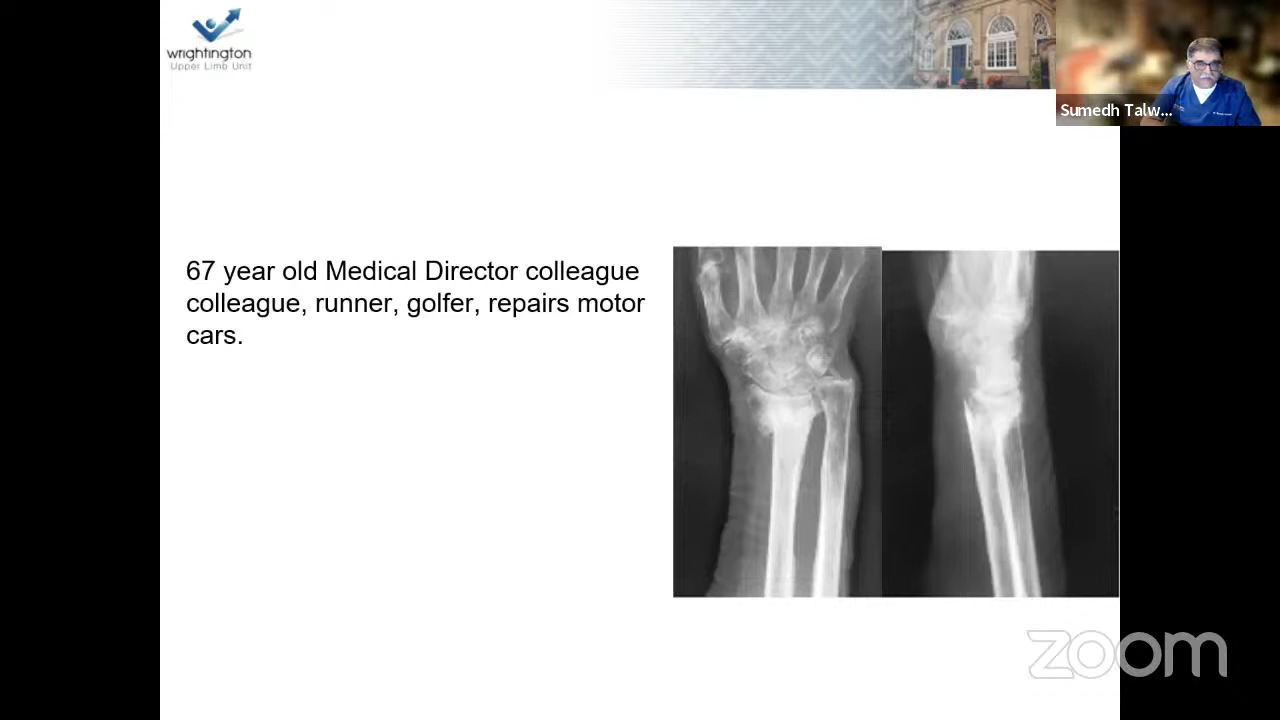 wrightington
Upper Limb Unit
Sumedh Talw...
67 year old Medical Director colleague
colleague, runner, golfer, repairs motor
cars.
zoom